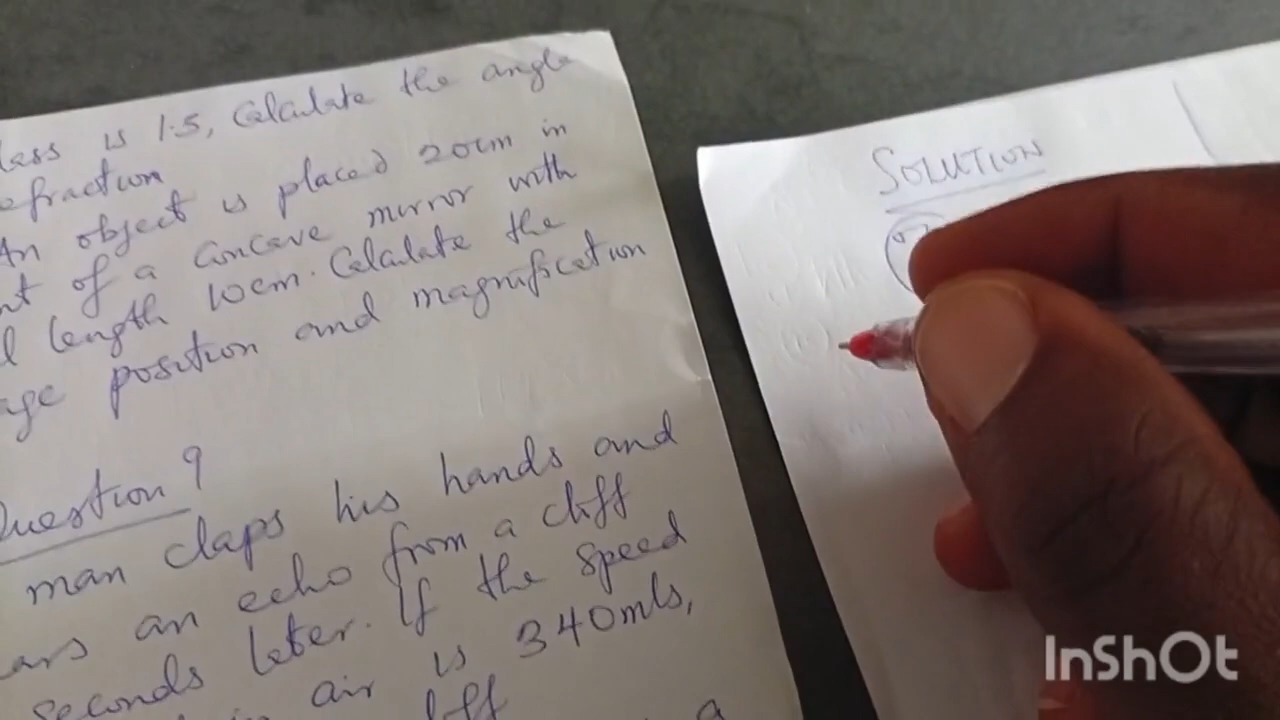 lass is 1.5, Calculate the angle
efraction
An object is placed 20cm in
nt of a concave mirror with
l length 10cm. Calculate the
age position and magnification
Question 9
man claps his hands and
ars an echo from a cliff
seconds later. If the speed
in air is 340m/s,
a
SOLUTION
InShOt